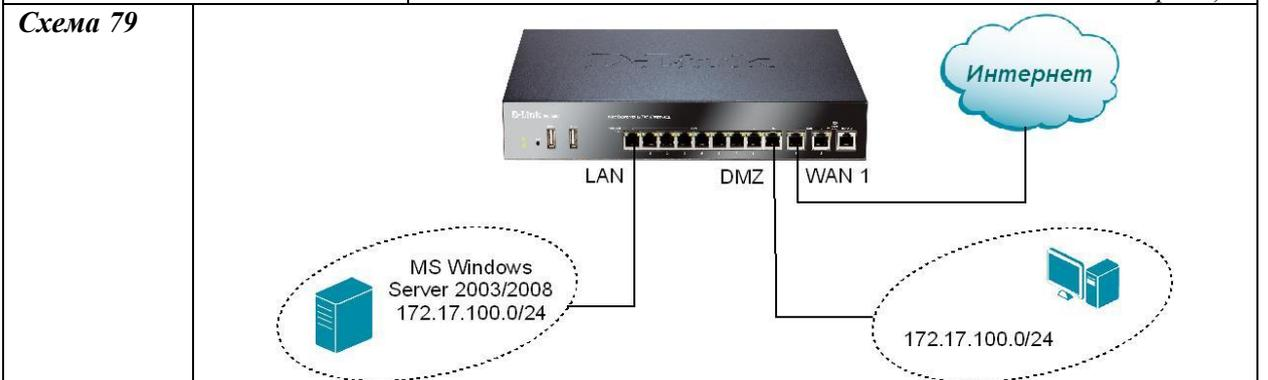 Схема 79
Интернет
D-Link
LAN
DMZ
WAN 1
MS Windows
Server 2003/2008
172.17.100.0/24
172.17.100.0/24